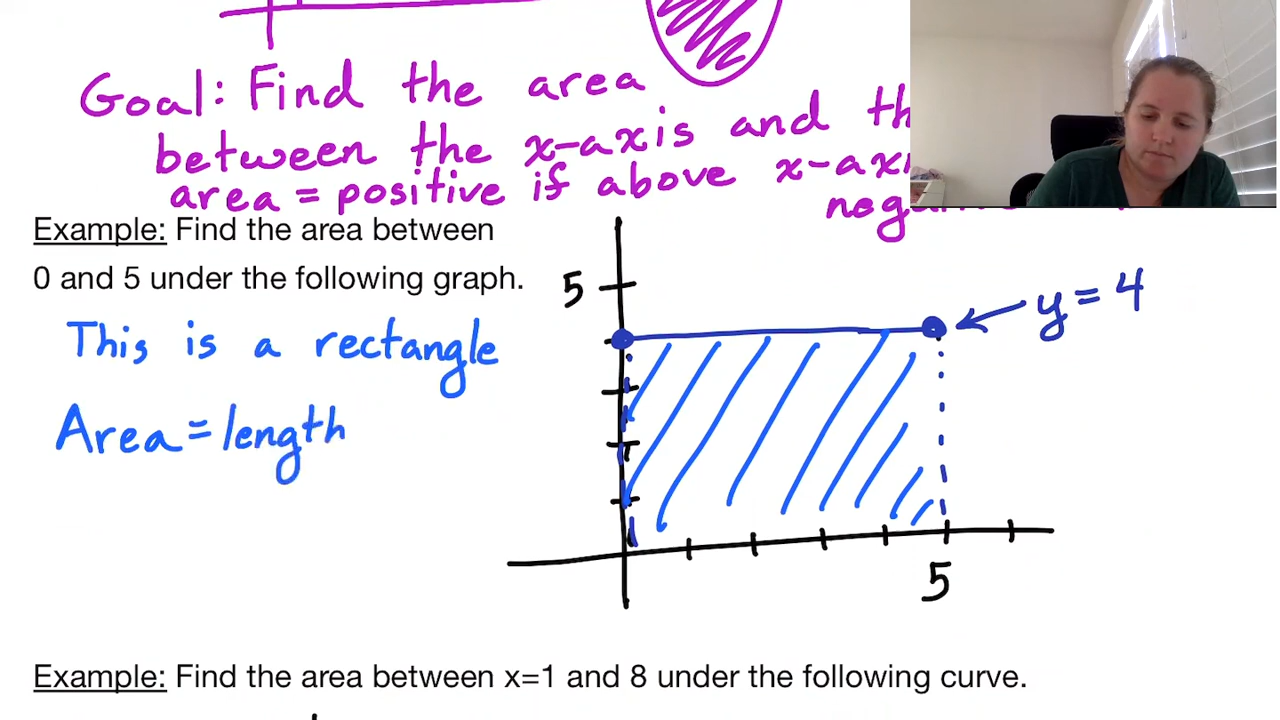 Goal: Find the area
between the x-axis and
area = positive if above
Example: Find the area between
0 and 5 under the following graph.
5
y = 4
This is a rectangle
Area = length
5
Example: Find the area between x=1 and 8 under the following curve.